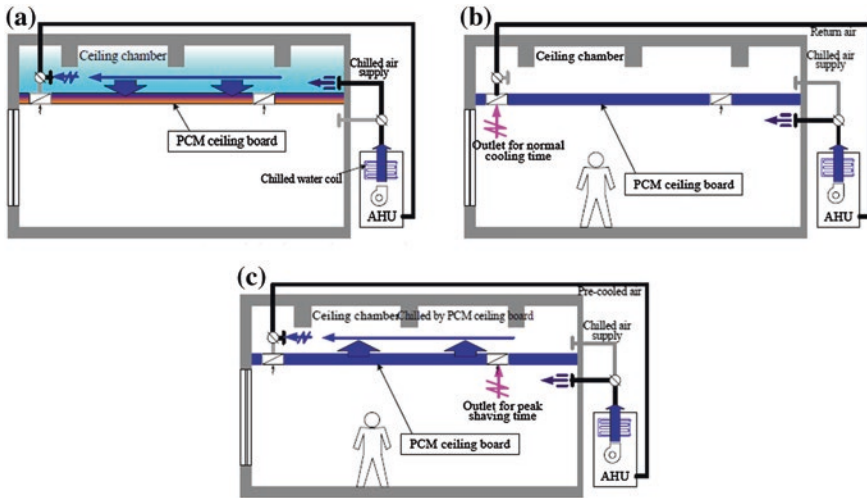 (a)
Ceiling chamber
Chilled air
supply
PCM ceiling board
Chilled water coil
AHU
(b)
Return air
Ceiling chamber
Chilled air
supply
Outlet for normal
cooling time
PCM ceiling board
AHU
(c)
Pre-cooled air
Ceiling chamber
Chilled by PCM ceiling board
Chilled air
supply
Outlet for peak
shaving time
PCM ceiling board
AHU